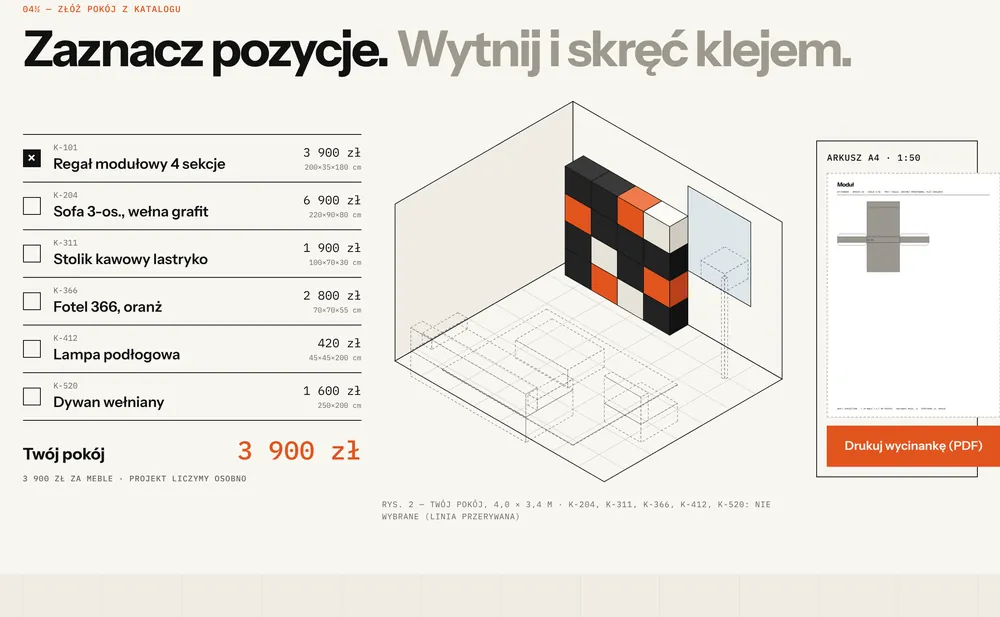 04½ — ZŁÓŻ POKÓJ Z KATALOGU
Zaznacz pozycje. Wytnij i skręć klejem.
K-101
Regał modułowy 4 sekcje
3 900 zł
200×35×180 cm
K-204
Sofa 3-os., wełna grafit
6 900 zł
220×90×80 cm
K-311
Stolik kawowy lastryko
1 900 zł
100×70×30 cm
K-366
Fotel 366, oranż
2 800 zł
70×70×55 cm
K-412
Lampa podłogowa
420 zł
45×45×200 cm
K-520
Dywan wełniany
1 600 zł
250×200 cm
Twój pokój
3 900 zł
3 900 ZŁ ZA MEBLE · PROJEKT LICZYMY OSOBNO
RYS. 2 — TWÓJ POKÓJ, 4,0 × 3,4 M · K-204, K-311, K-366, K-412, K-520: NIE
WYBRANE (LINIA PRZERYWANA)
ARKUSZ A4 · 1:50
Moduł
Drukuj wycinankę (PDF)